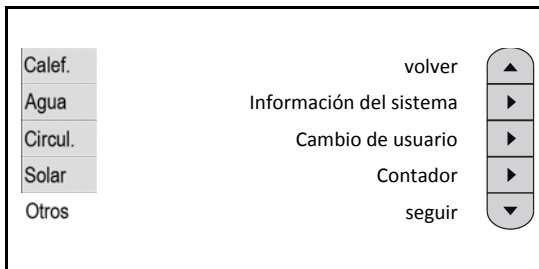 Calef. volver
Agua Información del sistema
Circul. Cambio de usuario
Solar Contador
Otros seguir